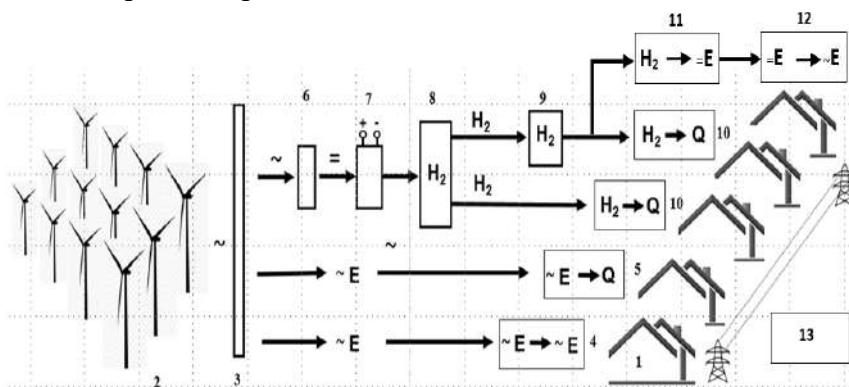 11
12
H₂ → =E
=E → ~E
6
7
8
9
+ -
H₂
H₂
H₂ → Q
10
~
=
H₂
H₂
H₂ → Q
10
~
~
~ E
~ E → Q
5
~ E
~ E → ~ E
4
1
13
2
3